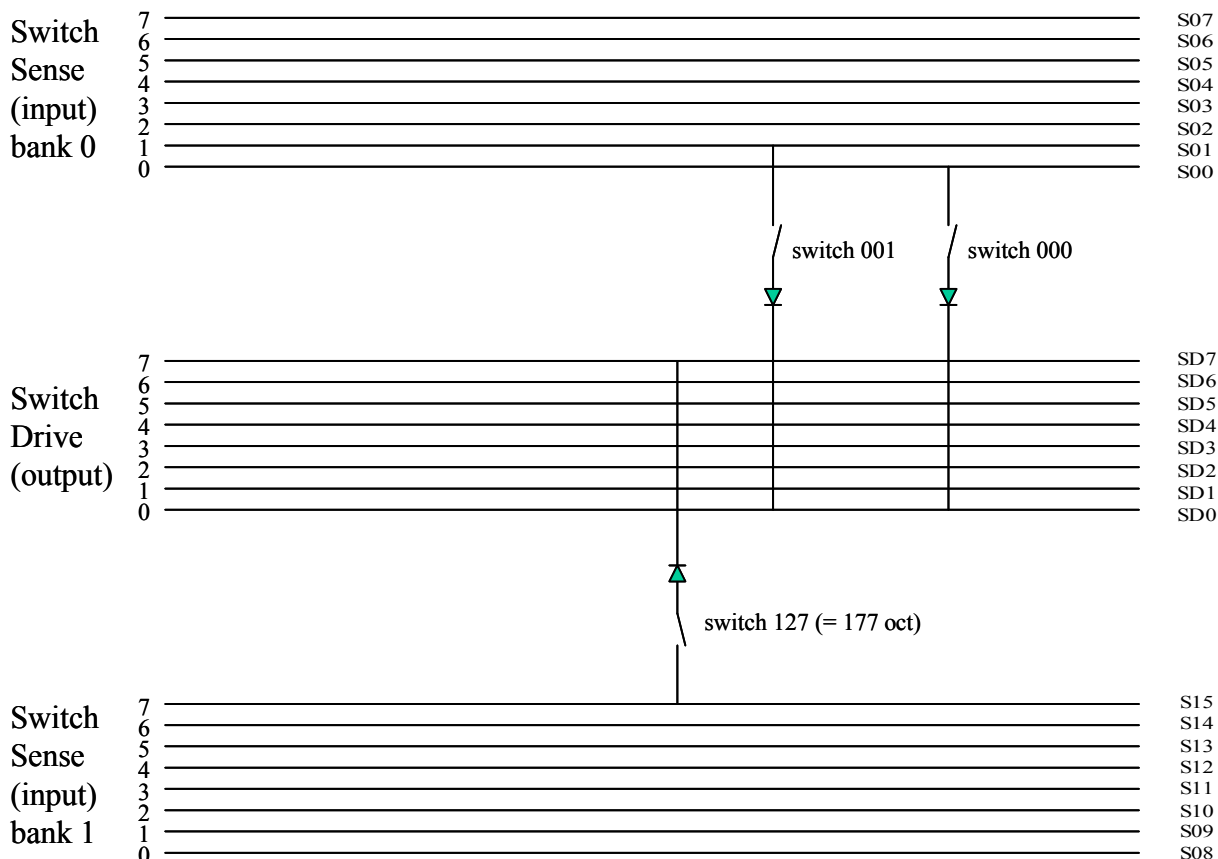 Switch
Sense
(input)
bank 0
7
6
5
4
3
2
1
0
S07
S06
S05
S04
S03
S02
S01
S00
switch 001
switch 000
Switch
Drive
(output)
7
6
5
4
3
2
1
0
SD7
SD6
SD5
SD4
SD3
SD2
SD1
SD0
switch 127 (= 177 oct)
Switch
Sense
(input)
bank 1
7
6
5
4
3
2
1
0
S15
S14
S13
S12
S11
S10
S09
S08